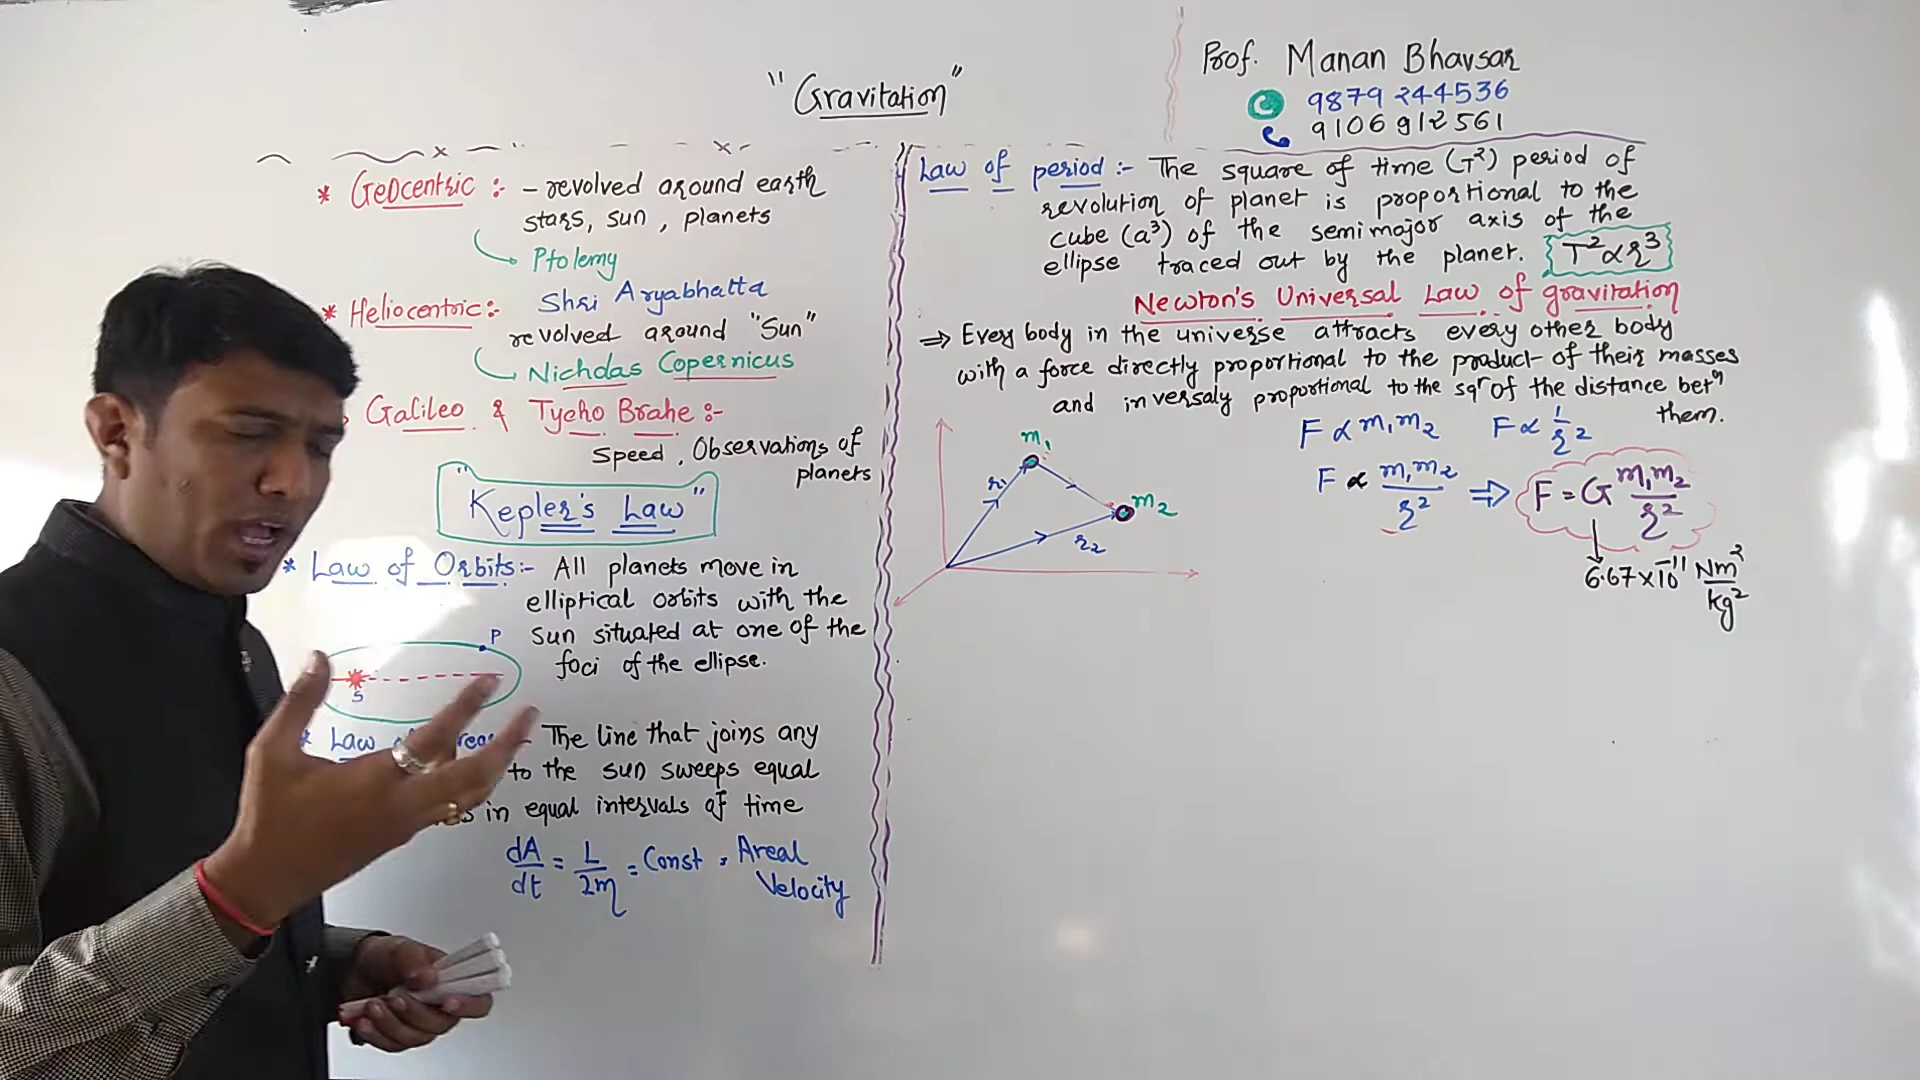 "Gravitation"
Prof. Manan Bhavsar
9879 244536
9106 912561
* Geocentric :- - revolved around earth
stars, sun, planets
Ptolemy
* Heliocentric:- Shri Aryabhatta
revolved around "Sun"
Nicholas Copernicus
Galileo & Tycho Brahe :-
Speed, Observations of
planets
"Kepler's Law"
* Law of Orbits:- All planets move in
elliptical orbits with the
sun situated at one of the
foci of the ellipse.
P
S
* Law - The line that joins any
to the sun sweeps equal
in equal intervals of time
dA/dt = L/2m = Const = Areal
Velocity
Law of period :- The square of time (T²) period of
revolution of planet is proportional to the
cube (a³) of the semimajor axis of the
ellipse traced out by the planet. T² ∝ r³
Newton's Universal Law of gravitation
⇒ Every body in the universe attracts every other body
with a force directly proportional to the product of their masses
and inversaly proportional to the sqr of the distance betⁿ
them.
F ∝ m₁m₂ F ∝ 1/r²
F ∝ m₁m₂/r² ⇒ F = G m₁m₂/r²
6.67×10⁻¹¹ Nm²/kg²
m₁
r₁
m₂
r₂